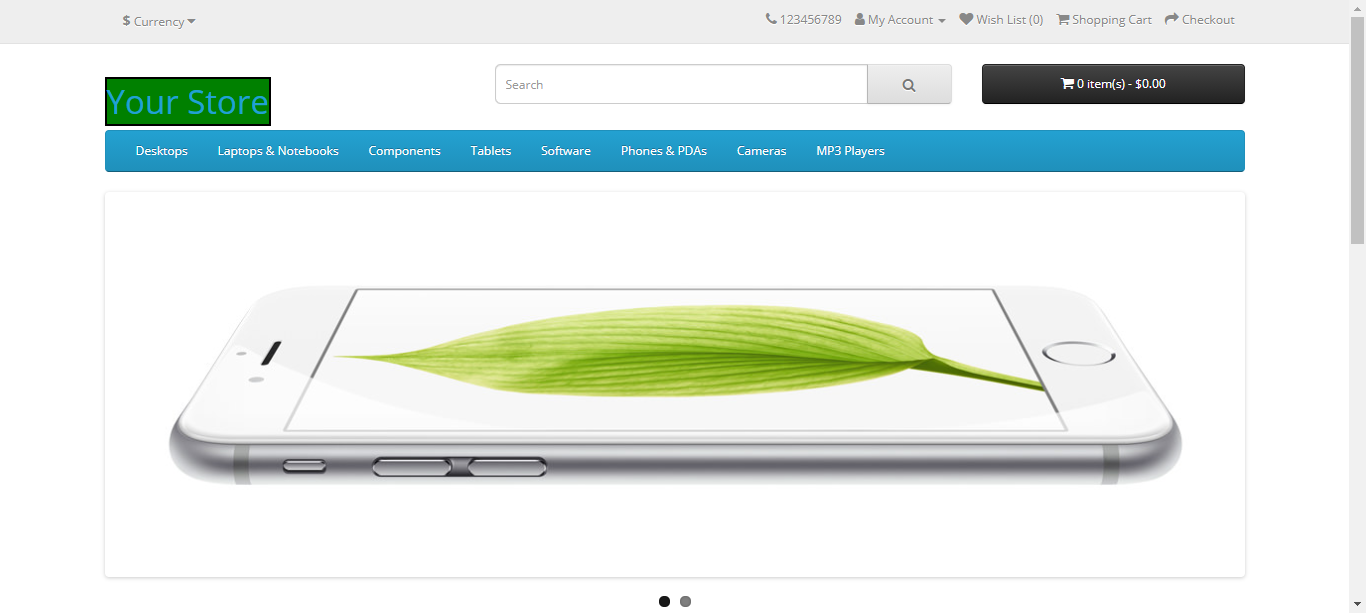 $ Currency
123456789 My Account Wish List (0) Shopping Cart Checkout
Your Store
Search
0 item(s) - $0.00
Desktops Laptops & Notebooks Components Tablets Software Phones & PDAs Cameras MP3 Players